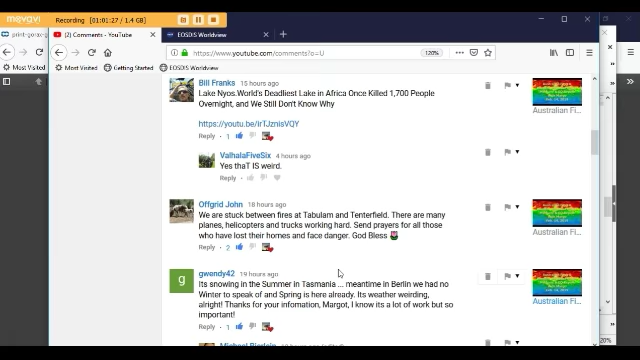 movavi Recording | 01:01:27 / 1.4 GB
print-gorax-g
(2) Comments - YouTube
EOSDIS Worldview
https://www.youtube.com/comments?o=U
120%
Most Visited
Most Visited Getting Started EOSDIS Worldview
Bill Franks 15 hours ago
Lake Nyos.World's Deadliest Lake in Africa Once Killed 1,700 People
Overnight, and We Still Don't Know Why
https://youtu.be/IrTJznisVQY
Reply · 1
Australian Fi...
ValhalaFiveSix 4 hours ago
Yes thaT IS weird.
Reply ·
Offgrid John 18 hours ago
We are stuck between fires at Tabulam and Tenterfield. There are many
planes, helicopters and trucks working hard. Send prayers for all those
who have lost their homes and face danger. God Bless
Reply · 2
Australian Fi...
g
gwendy42 19 hours ago
Its snowing in the Summer in Tasmania ... meantime in Berlin we had no
Winter to speak of and Spring is here already. Its weather weirding,
alright! Thanks for your infomation, Margot, I know its a lot of work but so
important!
Reply · 1
Australian Fi...
20%